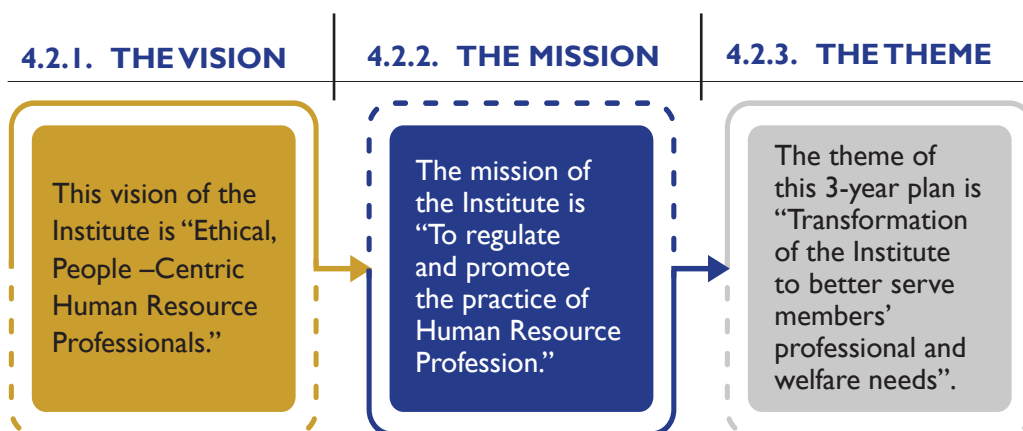 4.2.1. THE VISION
This vision of the
Institute is “Ethical,
People –Centric
Human Resource
Professionals.”
4.2.2. THE MISSION
The mission of
the Institute is
“To regulate
and promote
the practice of
Human Resource
Profession.”
4.2.3. THE THEME
The theme of
this 3-year plan is
“Transformation
of the Institute
to better serve
members’
professional and
welfare needs”.